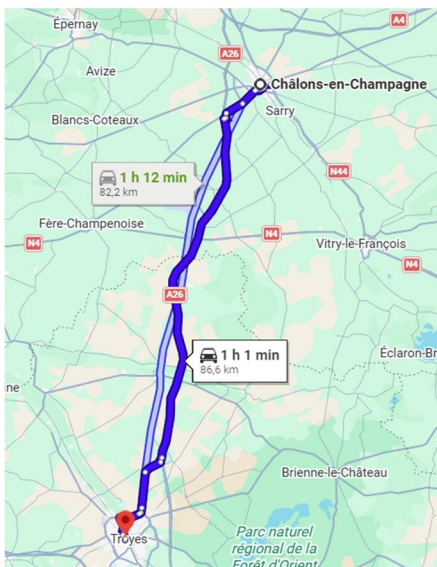 Épernay
A4
A26
Avize
Châlons-en-Champagne
Sarry
Blancs-Coteaux
1 h 12 min
82,2 km
N44
Fère-Champenoise
N4
N4
Vitry-le-François
N4
A26
1 h 1 min
86,6 km
Éclaron-Br
ne
Brienne-le-Château
Troyes
Parc naturel
régional de la
Forêt d'Orient